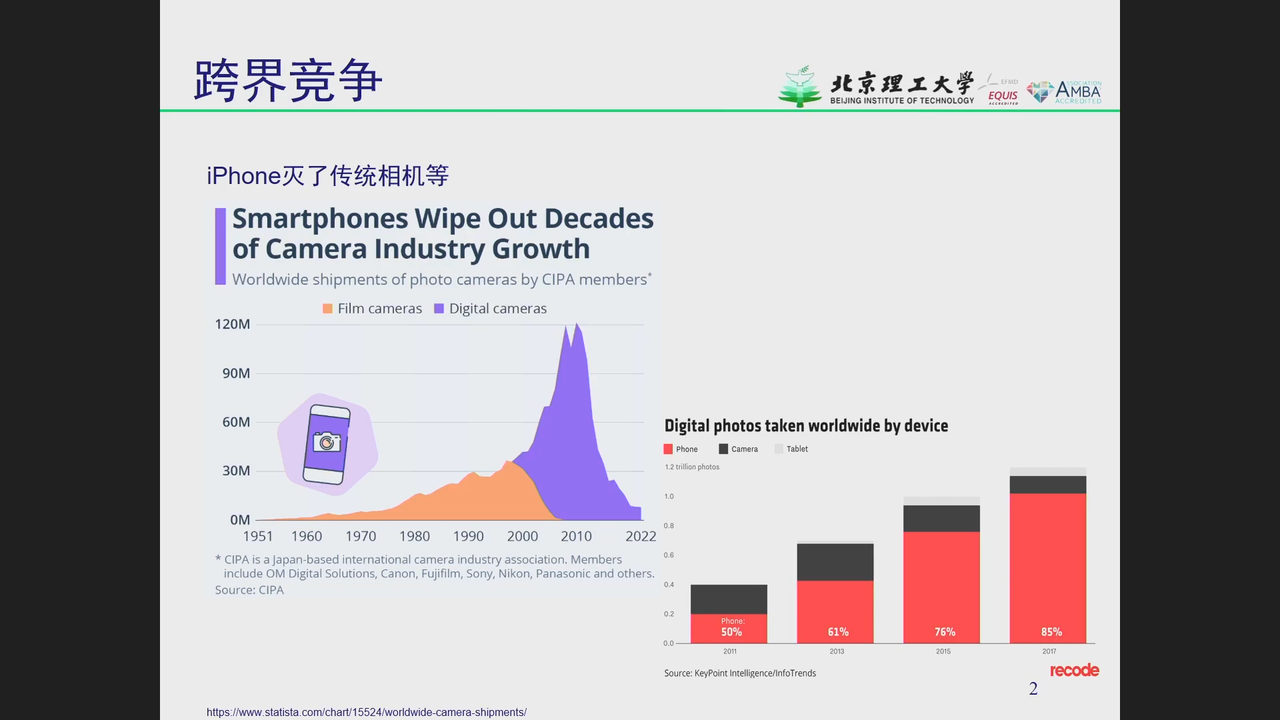 跨界竞争
北京理工大学
BEIJING INSTITUTE OF TECHNOLOGY
EFMD
EQUIS
ACCREDITED
ASSOCIATION
AMBA
ACCREDITED
iPhone灭了传统相机等
Smartphones Wipe Out Decades
of Camera Industry Growth
Worldwide shipments of photo cameras by CIPA members*
Film cameras Digital cameras
120M
90M
60M
30M
0M
1951 1960 1970 1980 1990 2000 2010 2022
* CIPA is a Japan-based international camera industry association. Members
include OM Digital Solutions, Canon, Fujifilm, Sony, Nikon, Panasonic and others.
Source: CIPA
Digital photos taken worldwide by device
Phone Camera Tablet
1.2 trillion photos
1.0
0.8
0.6
0.4
0.2
0.0
Phone:
50% 61% 76% 85%
2011 2013 2015 2017
Source: KeyPoint Intelligence/InfoTrends
recode
2
https://www.statista.com/chart/15524/worldwide-camera-shipments/